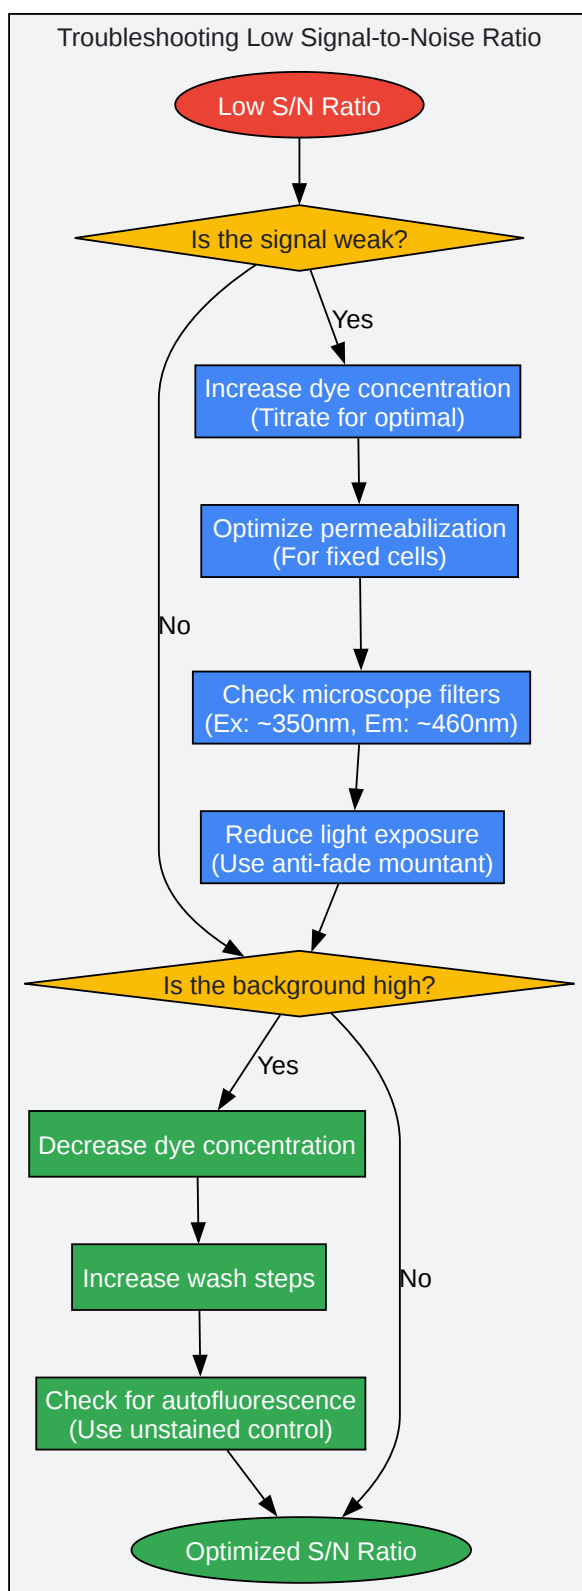 Troubleshooting Low Signal-to-Noise Ratio
Low S/N Ratio
Is the signal weak?
Yes
Increase dye concentration
(Titrate for optimal)
Optimize permeabilization
(For fixed cells)
No
Check microscope filters
(Ex: ~350nm, Em: ~460nm)
Reduce light exposure
(Use anti-fade mountant)
Is the background high?
Yes
Decrease dye concentration
Increase wash steps
No
Check for autofluorescence
(Use unstained control)
Optimized S/N Ratio